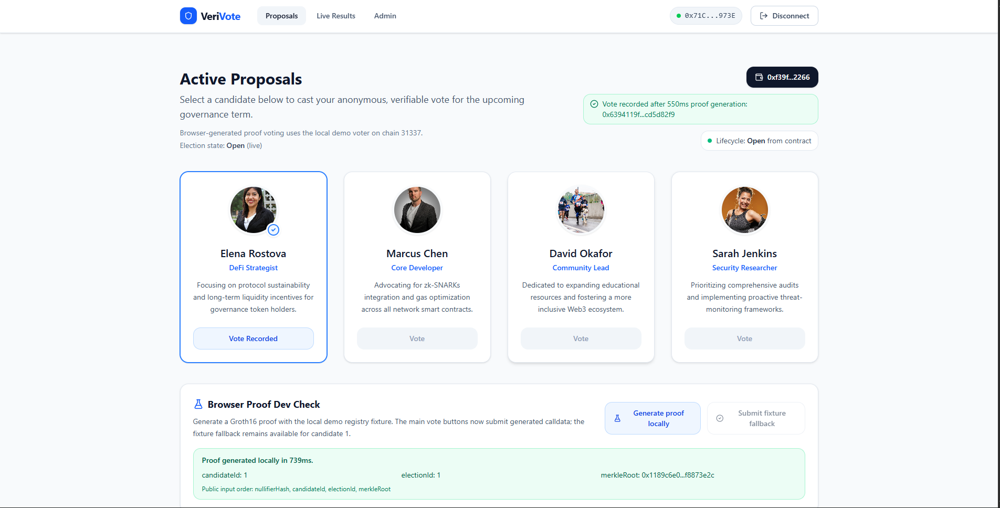 VeriVote
Proposals
Live Results
Admin
0x71C...973E
Disconnect
Active Proposals
0xf39f...2266
Select a candidate below to cast your anonymous, verifiable vote for the upcoming
governance term.
Vote recorded after 550ms proof generation:
0x6394119f...cd5d82f9
Browser-generated proof voting uses the local demo voter on chain 31337.
Election state: Open (live)
Lifecycle: Open from contract
Elena Rostova
DeFi Strategist
Focusing on protocol sustainability
and long-term liquidity incentives for
governance token holders.
Vote Recorded
Marcus Chen
Core Developer
Advocating for zk-SNARKs
integration and gas optimization
across all network smart contracts.
Vote
David Okafor
Community Lead
Dedicated to expanding educational
resources and fostering a more
inclusive Web3 ecosystem.
Vote
Sarah Jenkins
Security Researcher
Prioritizing comprehensive audits
and implementing proactive threat-
monitoring frameworks.
Vote
Browser Proof Dev Check
Generate a Groth16 proof with the local demo registry fixture. The main vote buttons now submit generated calldata; the
fixture fallback remains available for candidate 1.
Generate proof
locally
Submit fixture
fallback
Proof generated locally in 739ms.
candidateId: 1
electionId: 1
merkleRoot: 0x1189c6e0...f8873e2c
Public input order: nullifierHash, candidateId, electionId, merkleRoot